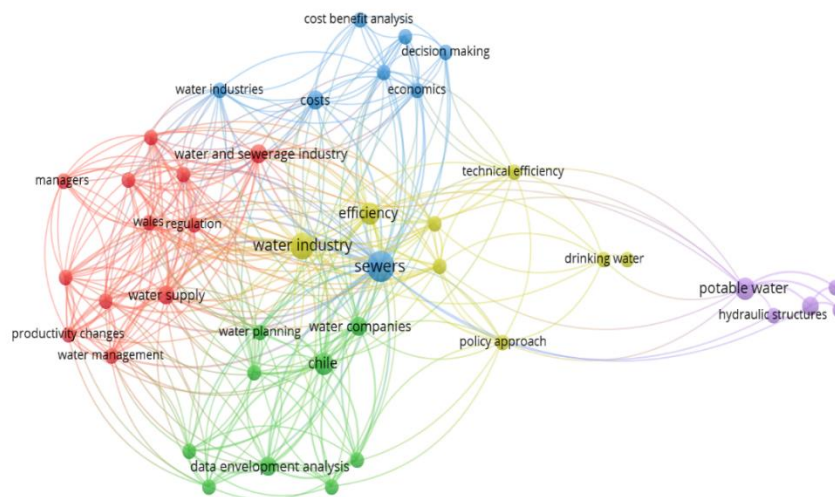 cost benefit analysis
decision making
water industries
costs
economics
water and sewerage industry
technical efficiency
managers
efficiency
wales
regulation
water industry
drinking water
sewers
water supply
potable water
hydraulic structures
productivity changes
water planning
water companies
policy approach
water management
chile
data envelopment analysis